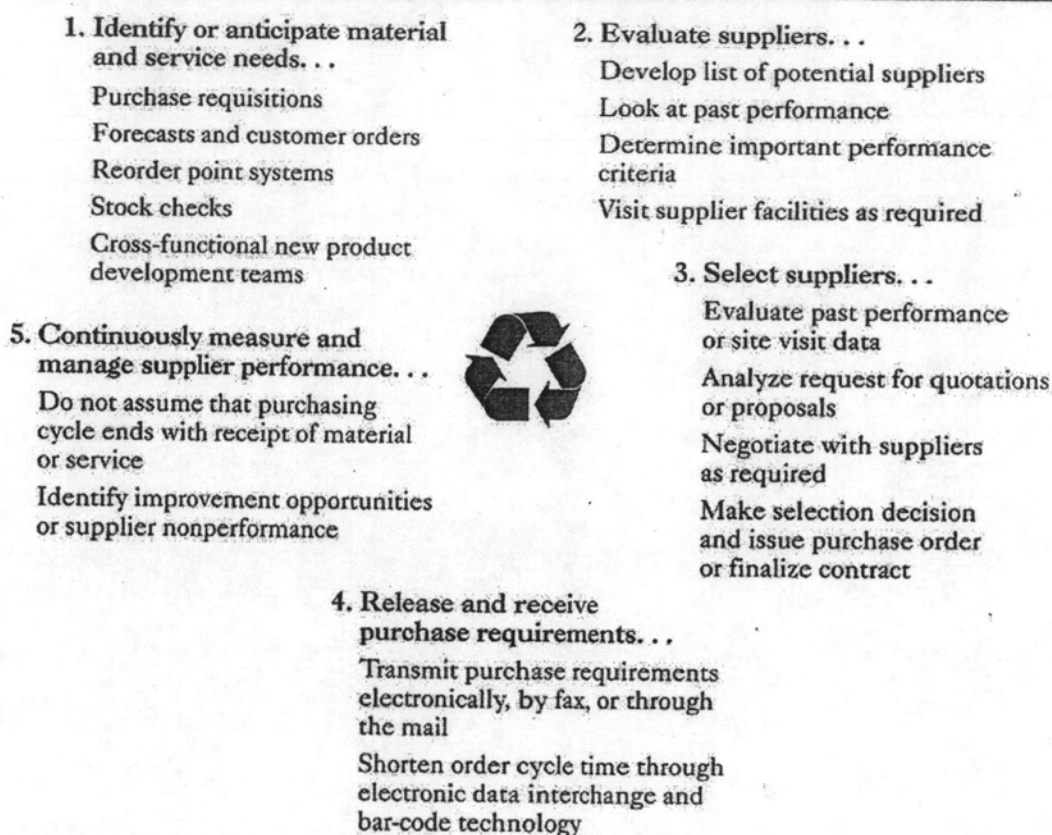 1. Identify or anticipate material
and service needs. . .
Purchase requisitions
Forecasts and customer orders
Reorder point systems
Stock checks
Cross-functional new product
development teams
2. Evaluate suppliers. . .
Develop list of potential suppliers
Look at past performance
Determine important performance
criteria
Visit supplier facilities as required
3. Select suppliers. . .
Evaluate past performance
or site visit data
Analyze request for quotations
or proposals
Negotiate with suppliers
as required
Make selection decision
and issue purchase order
or finalize contract
4. Release and receive
purchase requirements. . .
Transmit purchase requirements
electronically, by fax, or through
the mail
Shorten order cycle time through
electronic data interchange and
bar-code technology
5. Continuously measure and
manage supplier performance. . .
Do not assume that purchasing
cycle ends with receipt of material
or service
Identify improvement opportunities
or supplier nonperformance